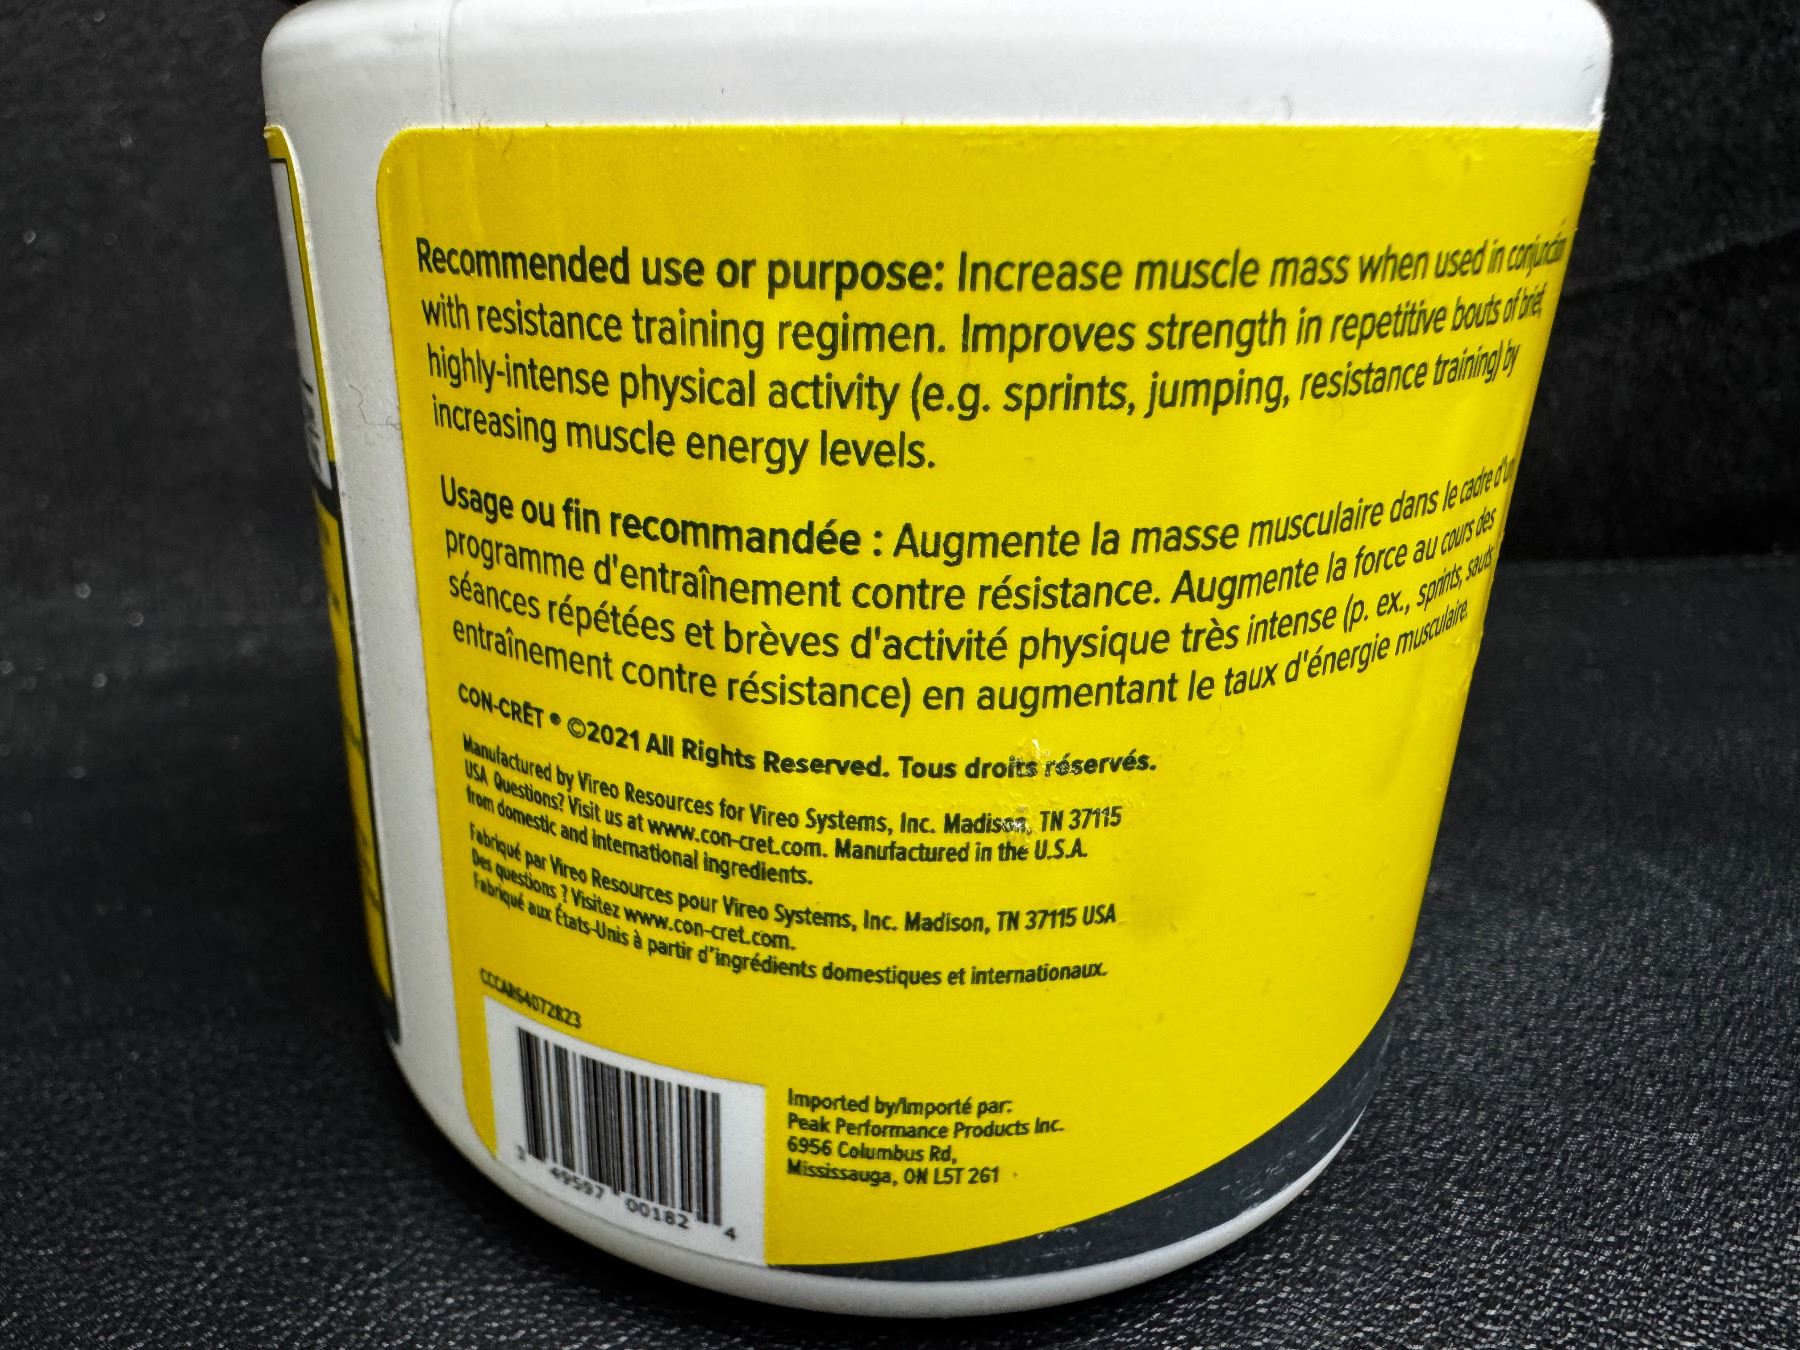 Recommended use or purpose: Increase muscle mass when used in conjunction
with resistance training regimen. Improves strength in repetitive bouts of brief,
highly-intense physical activity (e.g. sprints, jumping, resistance training) by
increasing muscle energy levels.
Usage ou fin recommandée : Augmente la masse musculaire dans le cadre d'un
programme d'entraînement contre résistance. Augmente la force au cours des
séances répétées et brèves d'activité physique très intense (p. ex., sprints, sauts,
entraînement contre résistance) en augmentant le taux d'énergie musculaire.
CON-CRĒT ® ©2021 All Rights Reserved. Tous droits réservés.
Manufactured by Vireo Resources for Vireo Systems, Inc. Madison, TN 37115
USA Questions? Visit us at www.con-cret.com. Manufactured in the U.S.A.
from domestic and international ingredients.
Fabriqué par Vireo Resources pour Vireo Systems, Inc. Madison, TN 37115 USA
Des questions ? Visitez www.con-cret.com.
Fabriqué aux États-Unis à partir d''ingrédients domestiques et internationaux.
CCCAR54072823
Imported by/Importé par:
Peak Performance Products Inc.
6956 Columbus Rd,
Mississauga, ON L5T 2G1
3 49597 00182 4